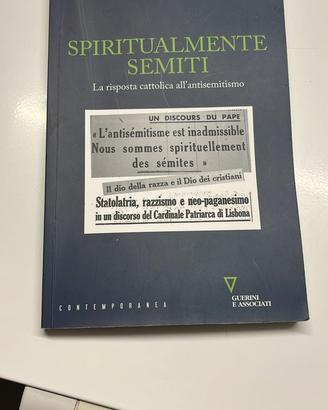 SPIRITUALMENTE
SEMITI
La risposta cattolica all'antisemitismo
UN DISCOURS DU PAPE
« L'antisémitisme est inadmissible
Nous sommes spirituellement
des sémites »
Il dio della razza e il Dio dei cristiani
Statolatria, razzismo e neo-paganesimo
in un discorso del Cardinale Patriarca di Lisbona
CONTEMPORANEA
GUERINI
E ASSOCIATI